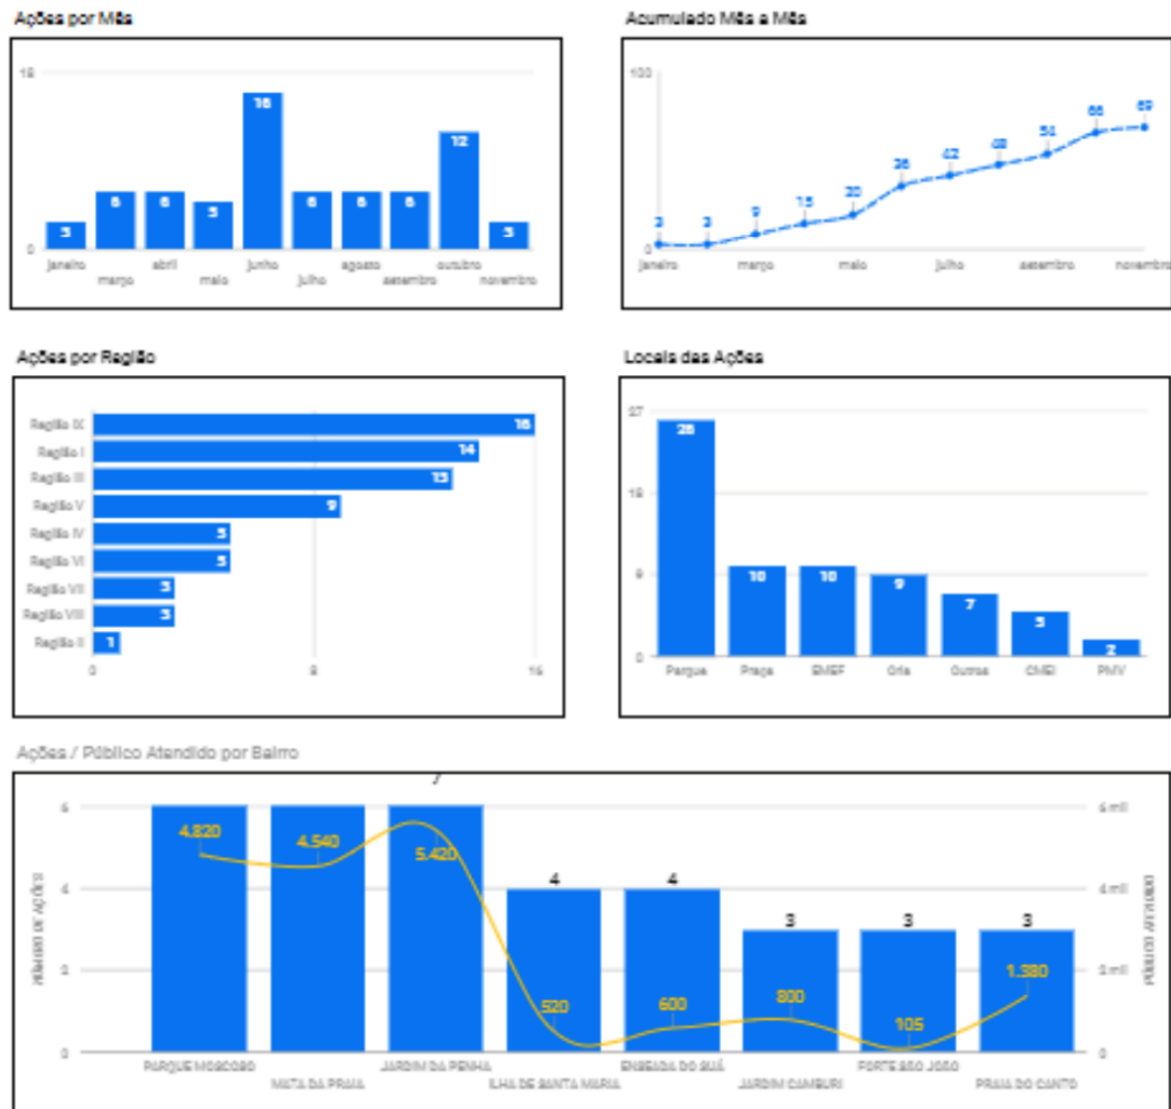 Ações por Mês
18
0
3
6
6
5
16
6
6
6
12
3
janeiro
março
abril
maio
junho
julho
agosto
setembro
outubro
novembro
Acumulado Mês a Mês
100
0
3
3
9
15
20
36
42
48
54
66
69
janeiro
março
maio
julho
setembro
novembro
Ações por Região
Região IX 16
Região I 14
Região III 13
Região V 9
Região IV 5
Região VI 5
Região VII 3
Região VIII 3
Região II 1
0 8 16
Locais das Ações
27
18
9
0
26
10
10
9
7
5
2
Parque Praça EMEF Orla Outros CMEI PMV
Ações / Público Atendido por Bairro
NÚMERO DE AÇÕES
6
4
2
0
7
4
4
3
3
3
4.820
4.540
5.420
520
600
800
105
1.380
6 mil
4 mil
2 mil
0
PÚBLICO ATENDIDO
PARQUE MOSCOSO
MATA DA PRAIA
JARDIM DA PENHA
ILHA DE SANTA MARIA
ENSEADA DO SUÁ
JARDIM CAMBURI
FORTE SÃO JOÃO
PRAIA DO CANTO